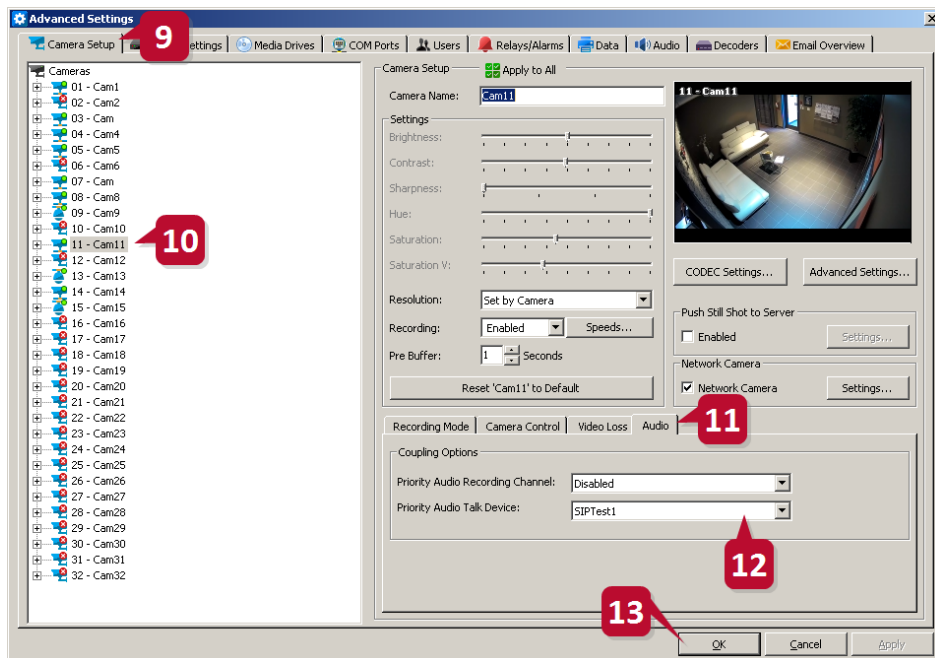 Advanced Settings
9
Camera Setup
ettings
Media Drives
COM Ports
Users
Relays/Alarms
Data
Audio
Decoders
Email Overview
Cameras
01 - Cam1
02 - Cam2
03 - Cam
04 - Cam4
05 - Cam5
06 - Cam6
07 - Cam
08 - Cam8
09 - Cam9
10 - Cam10
11 - Cam11
12 - Cam12
13 - Cam13
14 - Cam14
15 - Cam15
16 - Cam16
17 - Cam17
18 - Cam18
19 - Cam19
20 - Cam20
21 - Cam21
22 - Cam22
23 - Cam23
24 - Cam24
25 - Cam25
26 - Cam26
27 - Cam27
28 - Cam28
29 - Cam29
30 - Cam30
31 - Cam31
32 - Cam32
10
Camera Setup
Apply to All
Camera Name:
Cam11
Settings
Brightness:
Contrast:
Sharpness:
Hue:
Saturation:
Saturation V:
Resolution:
Set by Camera
Recording:
Enabled
Speeds...
Pre Buffer:
1
Seconds
Reset 'Cam11' to Default
11 - Cam11
CODEC Settings...
Advanced Settings...
Push Still Shot to Server
Enabled
Settings...
Network Camera
Network Camera
Settings...
Recording Mode
Camera Control
Video Loss
Audio
11
Coupling Options
Priority Audio Recording Channel:
Disabled
Priority Audio Talk Device:
SIPTest1
12
13
OK
Cancel
Apply